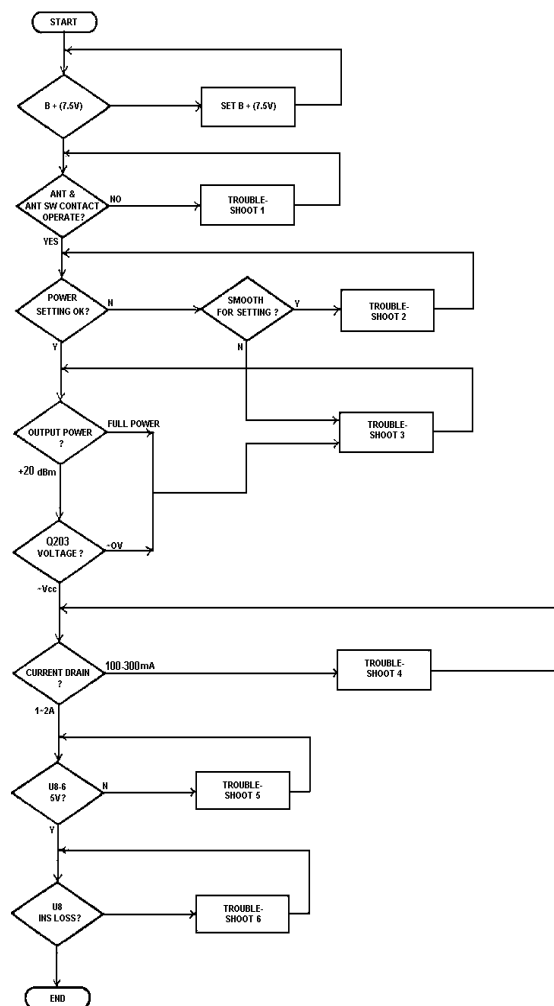 START
B + (7.5V)
SET B + (7.5V)
ANT &
ANT SW CONTACT
OPERATE?
NO
TROUBLE-
SHOOT 1
YES
POWER
SETTING OK?
N
SMOOTH
FOR SETTING ?
Y
TROUBLE-
SHOOT 2
Y
N
OUTPUT POWER
?
FULL POWER
TROUBLE-
SHOOT 3
+20 dBm
Q203
VOLTAGE ?
~0V
~Vcc
CURRENT DRAIN
?
100-300mA
TROUBLE-
SHOOT 4
1-2A
U8-6
5V?
N
TROUBLE-
SHOOT 5
Y
U8
INS LOSS?
TROUBLE-
SHOOT 6
END